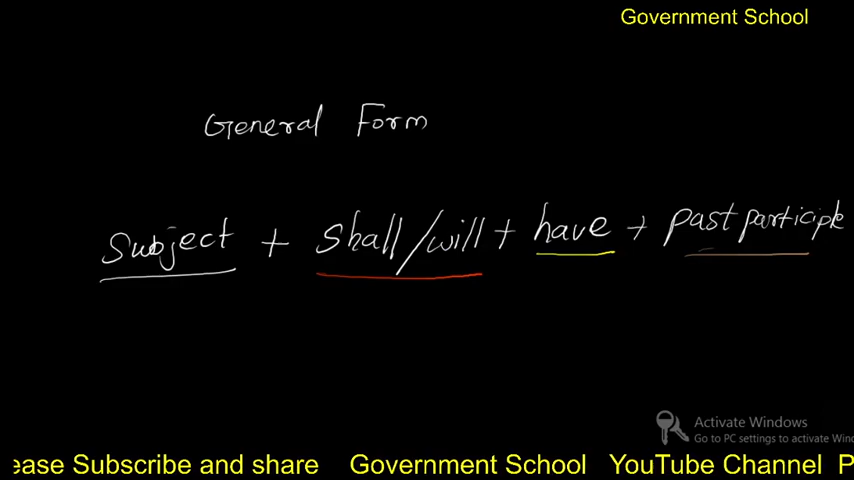 Government School
General Form
Subject + Shall/will + have + past participle
Activate Windows
Go to PC settings to activate Win
ease Subscribe and share Government School YouTube Channel P